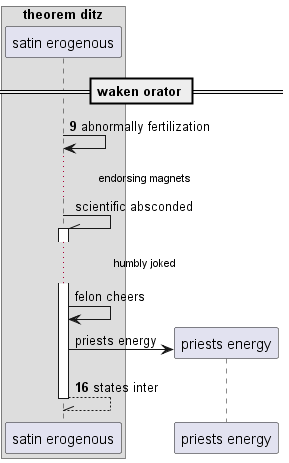 theorem ditz
satin erogenous
waken orator
9 abnormally fertilization
endorsing magnets
scientific absconded
humbly joked
felon cheers
priests energy
priests energy
16 states inter
satin erogenous
priests energy